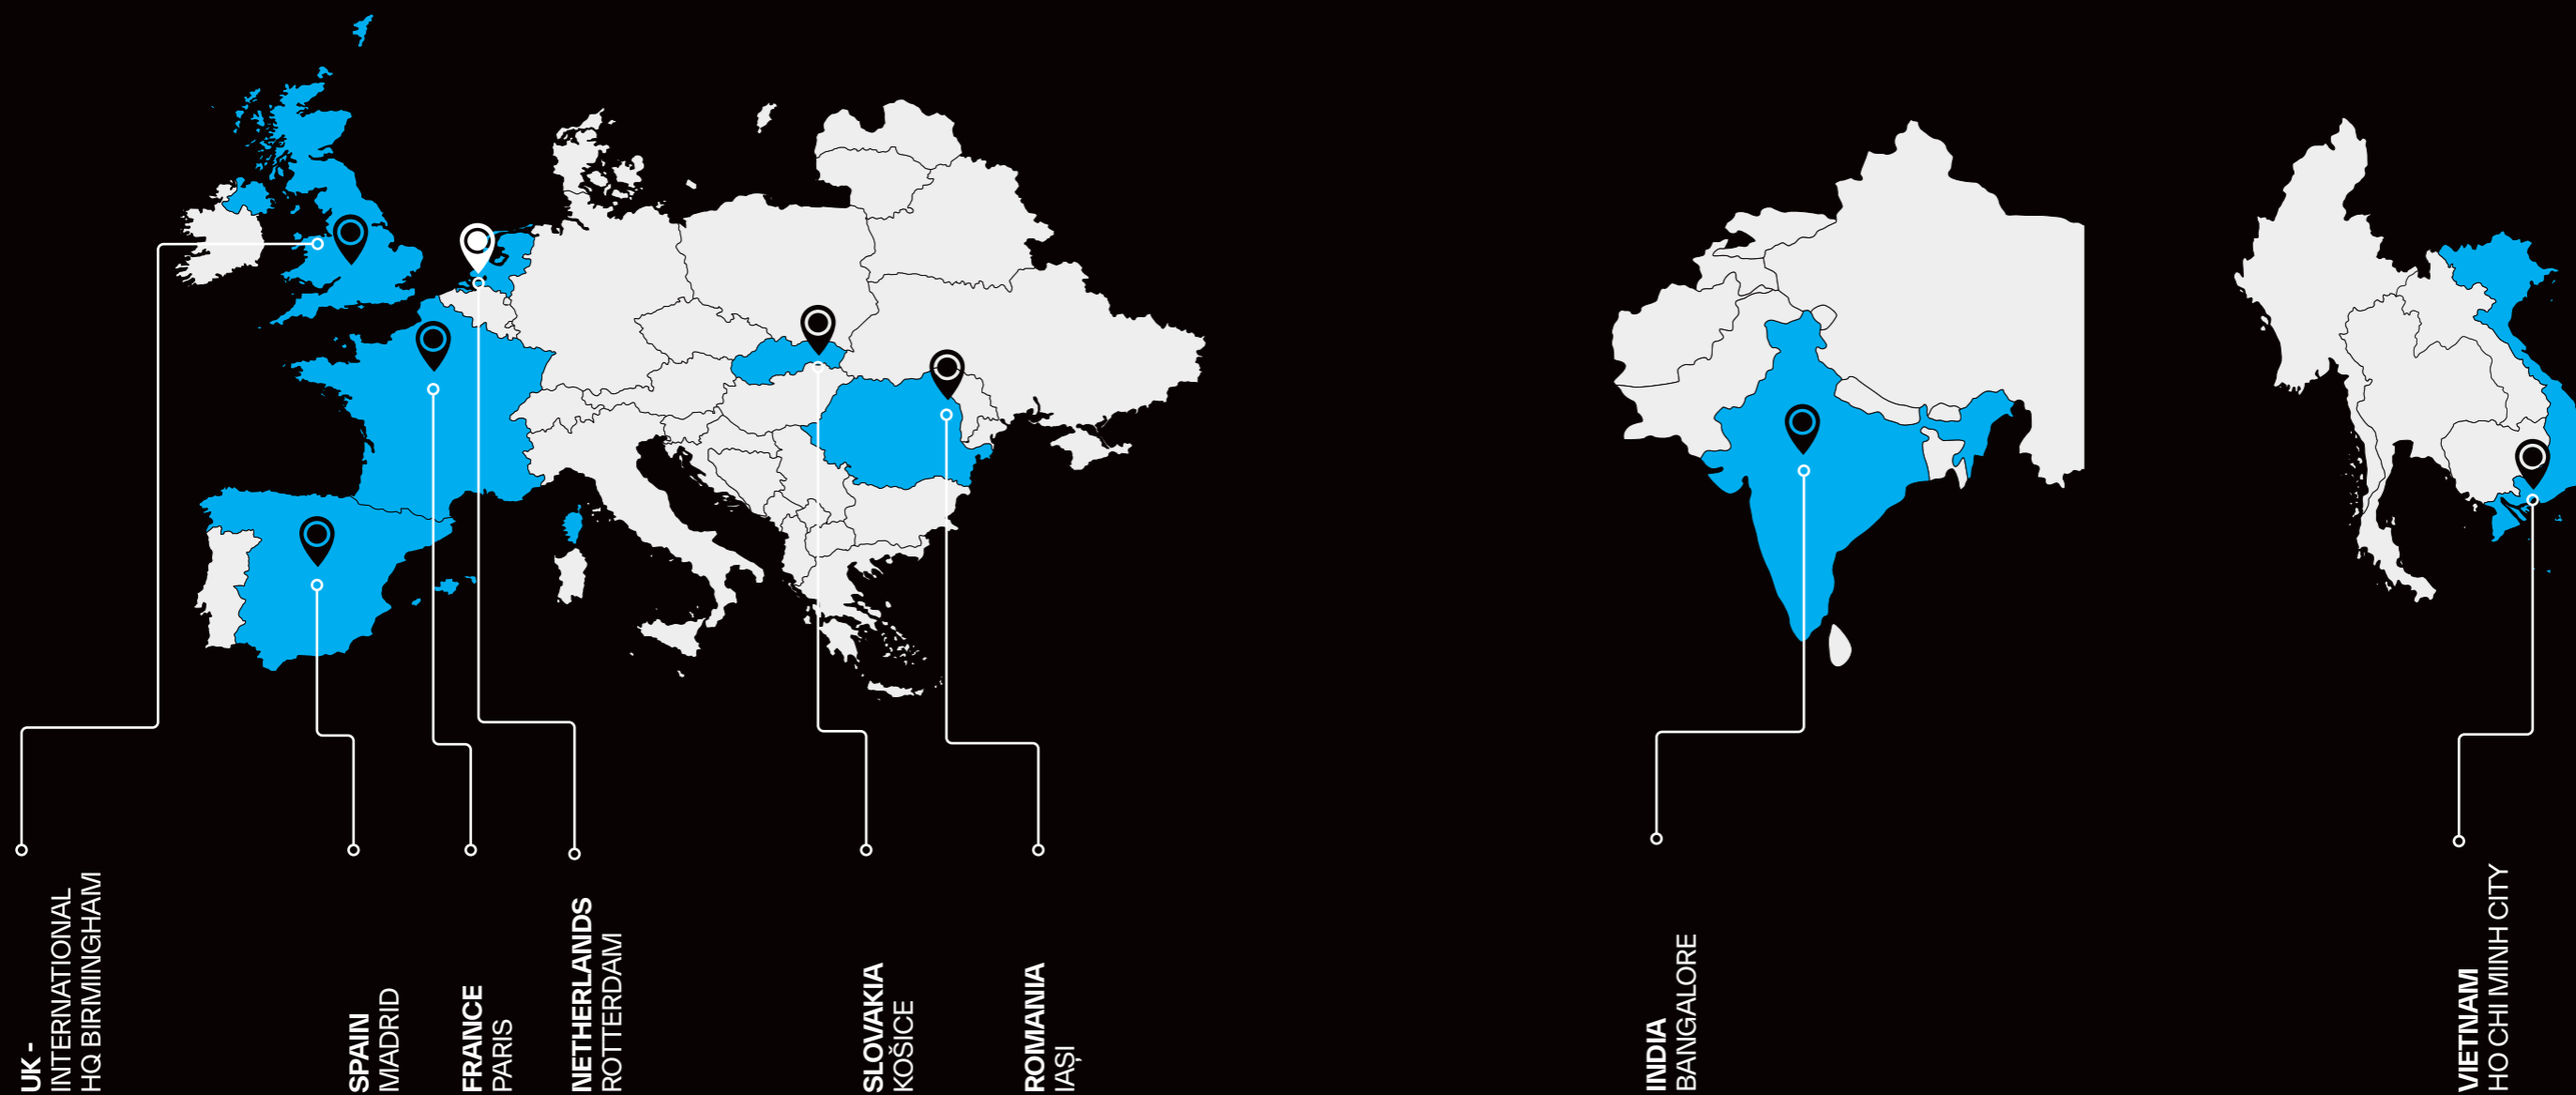 UK -
INTERNATIONAL
HQ BIRMINGHAM
SPAIN
MADRID
FRANCE
PARIS
NETHERLANDS
ROTTERDAM
SLOVAKIA
KOŠICE
ROMANIA
IAȘI
INDIA
BANGALORE
VIETNAM
HO CHI MIINH CITY